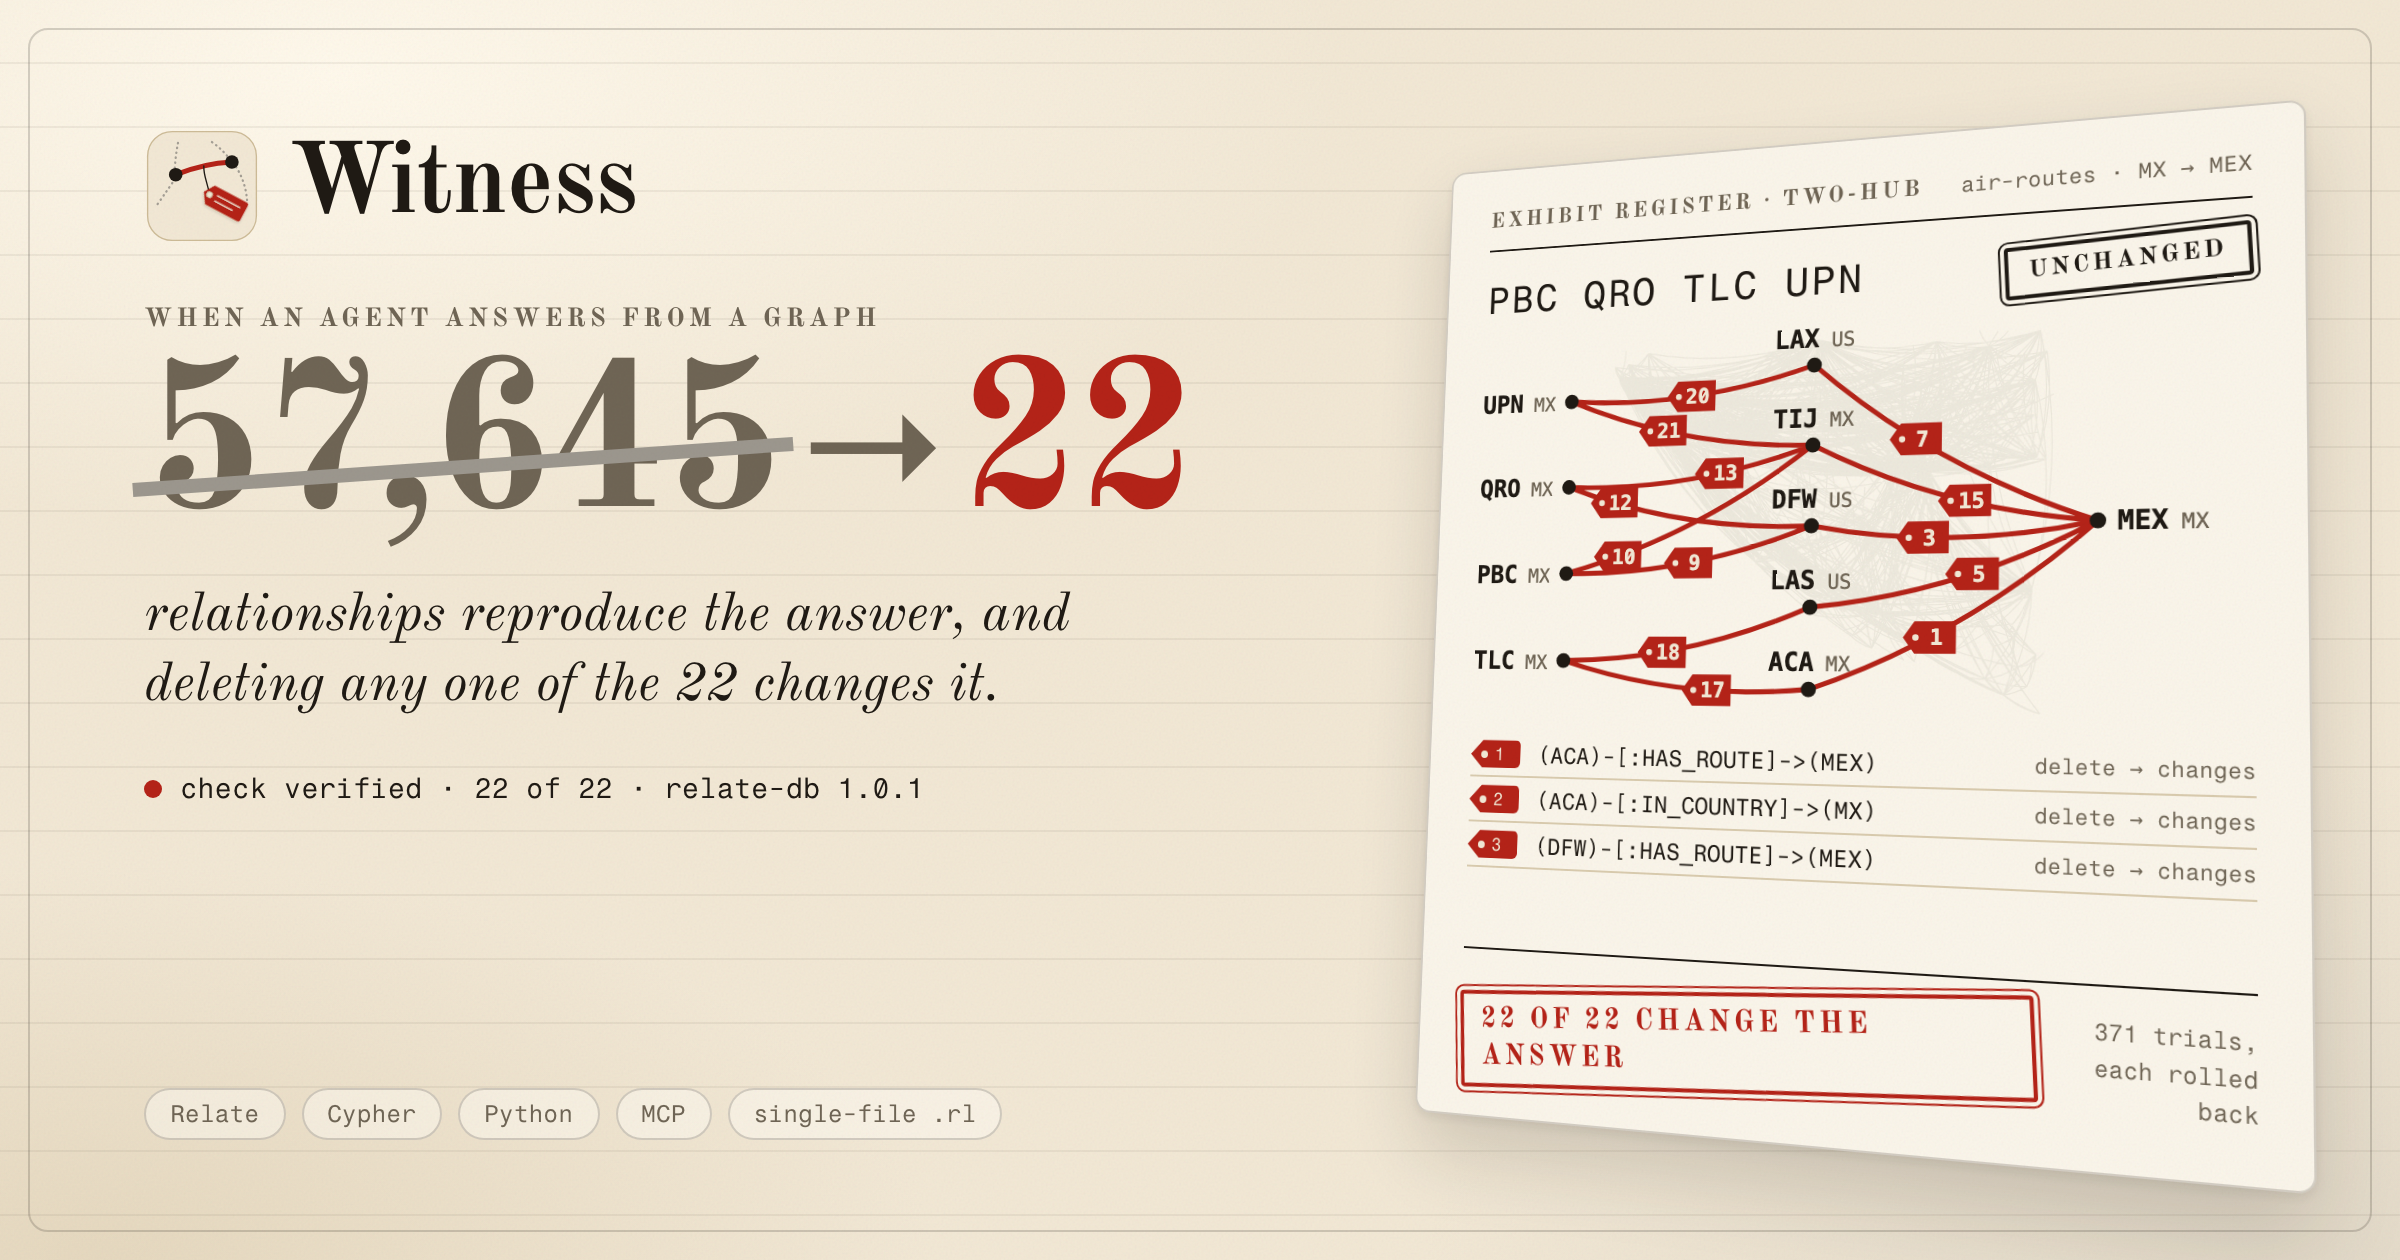 Witness
WHEN AN AGENT ANSWERS FROM A GRAPH
57,645 → 22
relationships reproduce the answer, and
deleting any one of the 22 changes it.
check verified · 22 of 22 · relate-db 1.0.1
Relate Cypher Python MCP single-file .rl
EXHIBIT REGISTER · TWO-HUB air-routes · MX → MEX
UNCHANGED
PBC QRO TLC UPN
LAX US
20
UPN MX
TIJ MX
21
7
13
QRO MX
12
DFW US
15
MEX MX
3
10
9
PBC MX
LAS US
5
1
18
TLC MX
ACA MX
17
1 (ACA)-[:HAS_ROUTE]->(MEX) delete → changes
2 (ACA)-[:IN_COUNTRY]->(MX) delete → changes
3 (DFW)-[:HAS_ROUTE]->(MEX) delete → changes
22 OF 22 CHANGE THE
ANSWER
371 trials,
each rolled
back